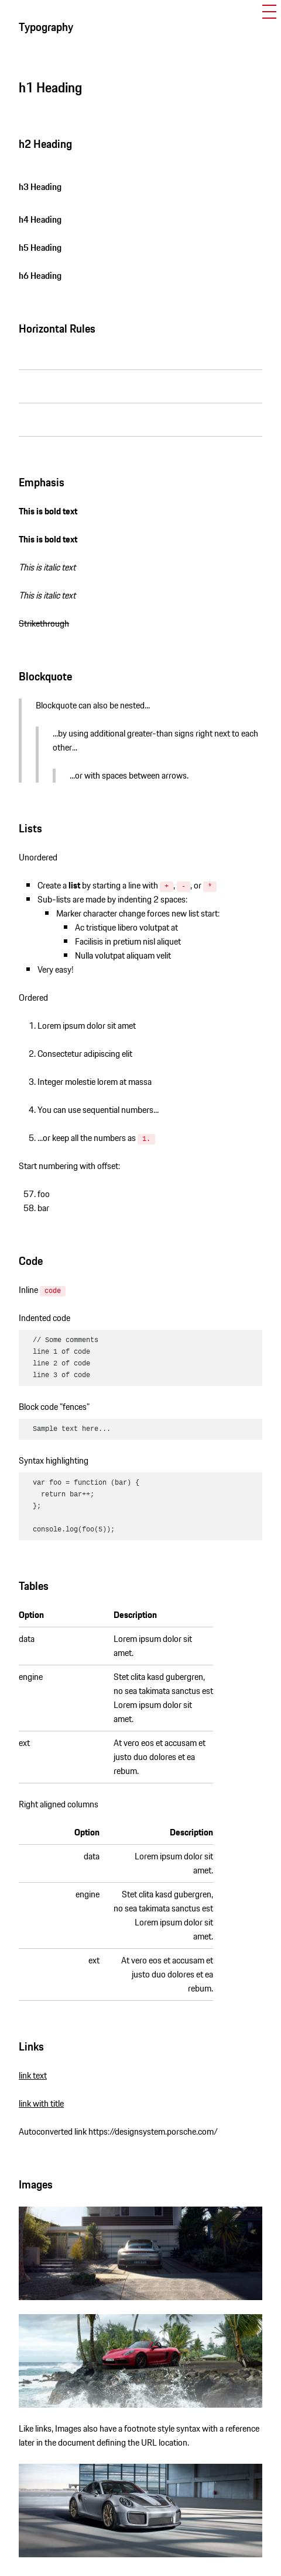 Typography
h1 Heading
h2 Heading
h3 Heading
h4 Heading
h5 Heading
h6 Heading
Horizontal Rules
Emphasis
This is bold text
This is bold text
This is italic text
This is italic text
Strikethrough
Blockquote
Blockquote can also be nested...
...by using additional greater-than signs right next to each
other...
...or with spaces between arrows.
Lists
Unordered
Create a list by starting a line with +, -, or *
Sub-lists are made by indenting 2 spaces:
Marker character change forces new list start:
Ac tristique libero volutpat at
Facilisis in pretium nisl aliquet
Nulla volutpat aliquam velit
Very easy!
Ordered
1. Lorem ipsum dolor sit amet
2. Consectetur adipiscing elit
3. Integer molestie lorem at massa
4. You can use sequential numbers...
5. ...or keep all the numbers as 1.
Start numbering with offset:
57. foo
58. bar
Code
Inline code
Indented code
// Some comments
line 1 of code
line 2 of code
line 3 of code
Block code "fences"
Sample text here...
Syntax highlighting
var foo = function (bar) {
return bar++;
};
console.log(foo(5));
Tables
Option Description
data Lorem ipsum dolor sit
amet.
engine Stet clita kasd gubergren,
no sea takimata sanctus est
Lorem ipsum dolor sit
amet.
ext At vero eos et accusam et
justo duo dolores et ea
rebum.
Right aligned columns
Option Description
data Lorem ipsum dolor sit
amet.
engine Stet clita kasd gubergren,
no sea takimata sanctus est
Lorem ipsum dolor sit
amet.
ext At vero eos et accusam et
justo duo dolores et ea
rebum.
Links
link text
link with title
Autoconverted link https://designsystem.porsche.com/
Images
Like links, Images also have a footnote style syntax with a reference
later in the document defining the URL location.